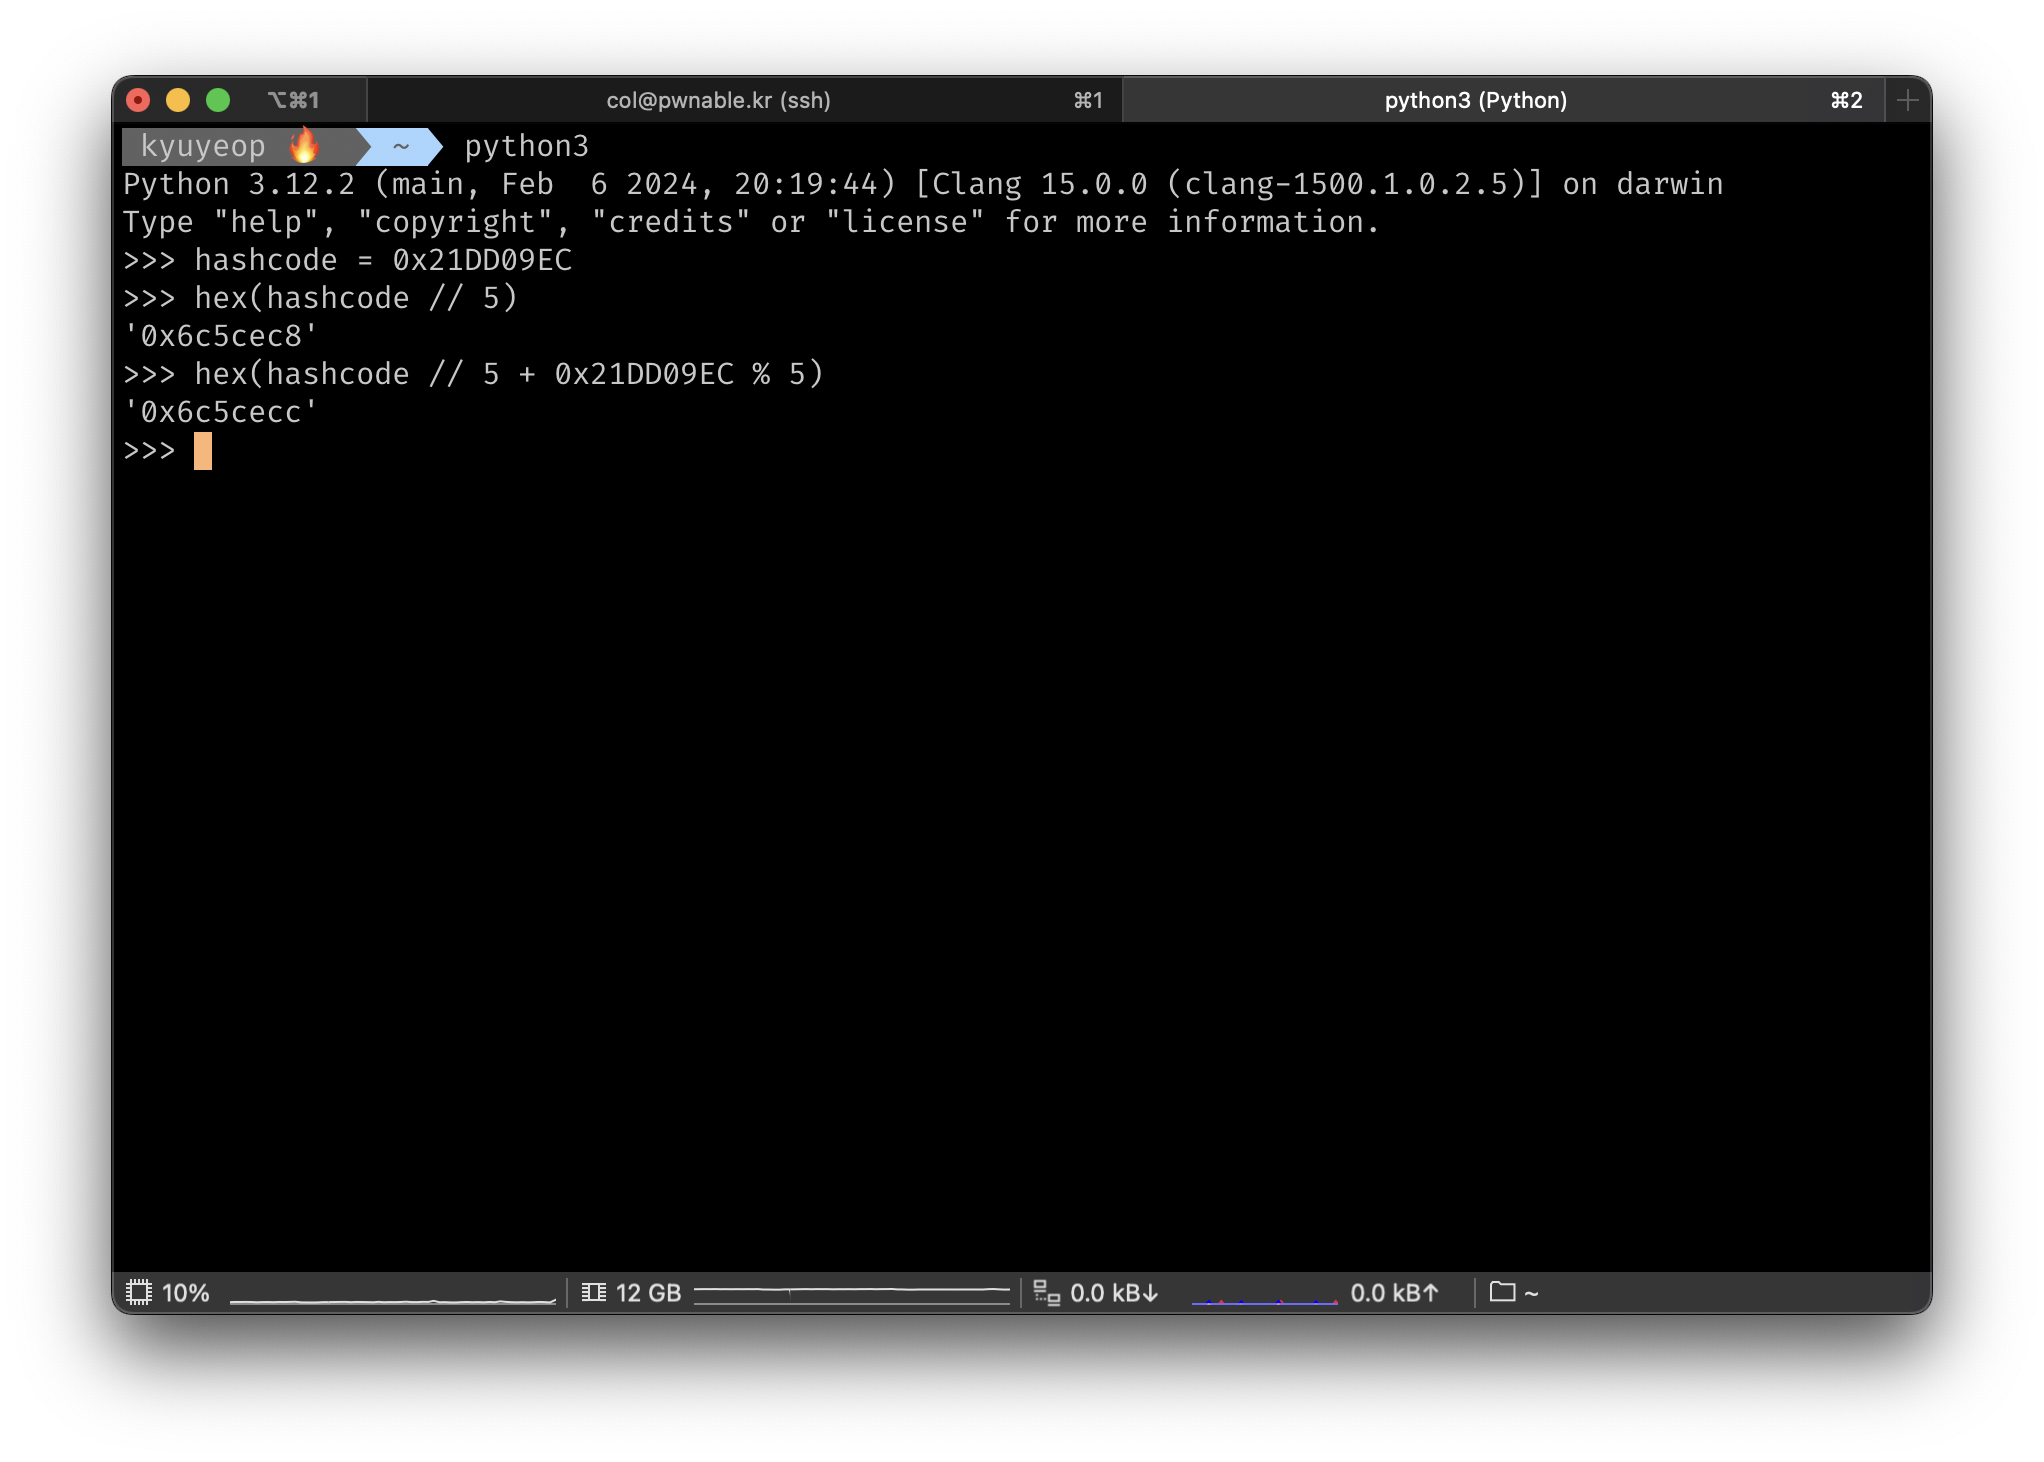 ⌥⌘1 col@pwnable.kr (ssh) ⌘1 python3 (Python) ⌘2
kyuyeop 🔥 ~ python3
Python 3.12.2 (main, Feb  6 2024, 20:19:44) [Clang 15.0.0 (clang-1500.1.0.2.5)] on darwin
Type "help", "copyright", "credits" or "license" for more information.
>>> hashcode = 0x21DD09EC
>>> hex(hashcode // 5)
'0x6c5cec8'
>>> hex(hashcode // 5 + 0x21DD09EC % 5)
'0x6c5cecc'
>>>
10% 12 GB 0.0 kB↓ 0.0 kB↑ ~